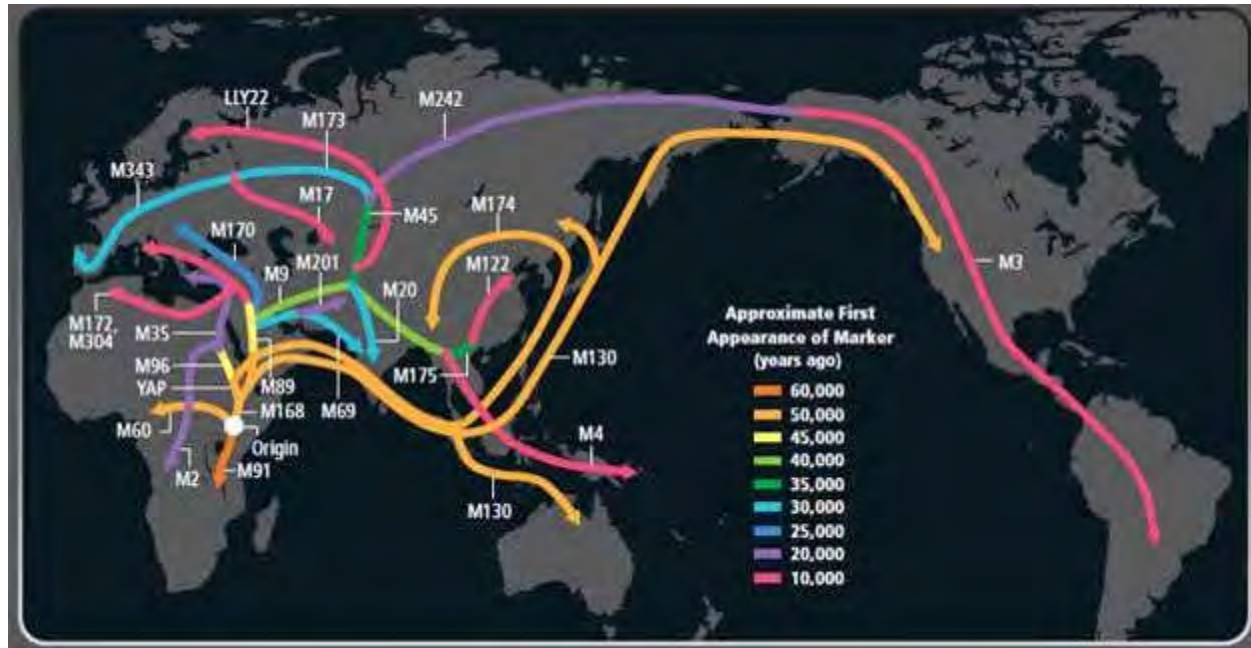 LLY22
M242
M173
M343
M17
M45
M174
M170
M201
M9
M122
M20
M172,
M304
M35
M96
YAP
M89
M168
M69
M175
M130
M60
Origin
M91
M2
M4
M130
M3
Approximate First
Appearance of Marker
(years ago)
60,000
50,000
45,000
40,000
35,000
30,000
25,000
20,000
10,000